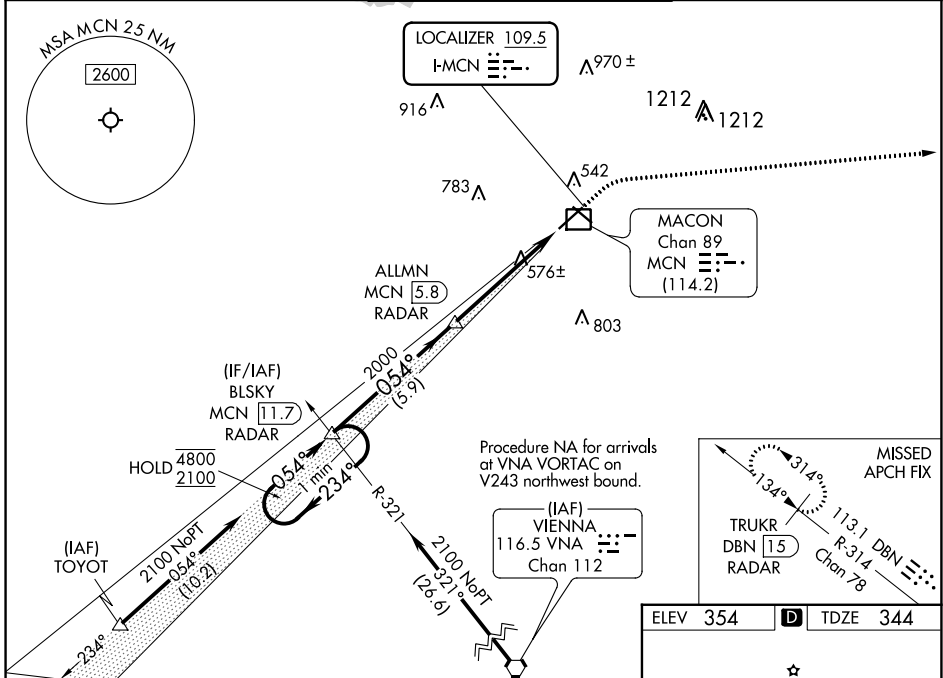 MSA MCN 25 NM
2600
LOCALIZER 109.5
I-MCN
970 ±
916
1212
1212
783
542
MACON
Chan 89
MCN
(114.2)
576±
ALLMN
MCN 5.8
RADAR
803
2000
054°
(5.9)
(IF/IAF)
BLSKY
MCN 11.7
RADAR
HOLD 4800
2100
054°
1 min
234°
R-321
Procedure NA for arrivals
at VNA VORTAC on
V243 northwest bound.
(IAF)
VIENNA
116.5 VNA
Chan 112
2100 NoPT
321°
(26.6)
(IAF)
TOYOT
2100 NoPT
054°
(10.2)
234°
MISSED
APCH FIX
314°
134°
TRUKR
DBN 15
RADAR
113.1 DBN
R-314
Chan 78
ELEV 354
D
TDZE 344